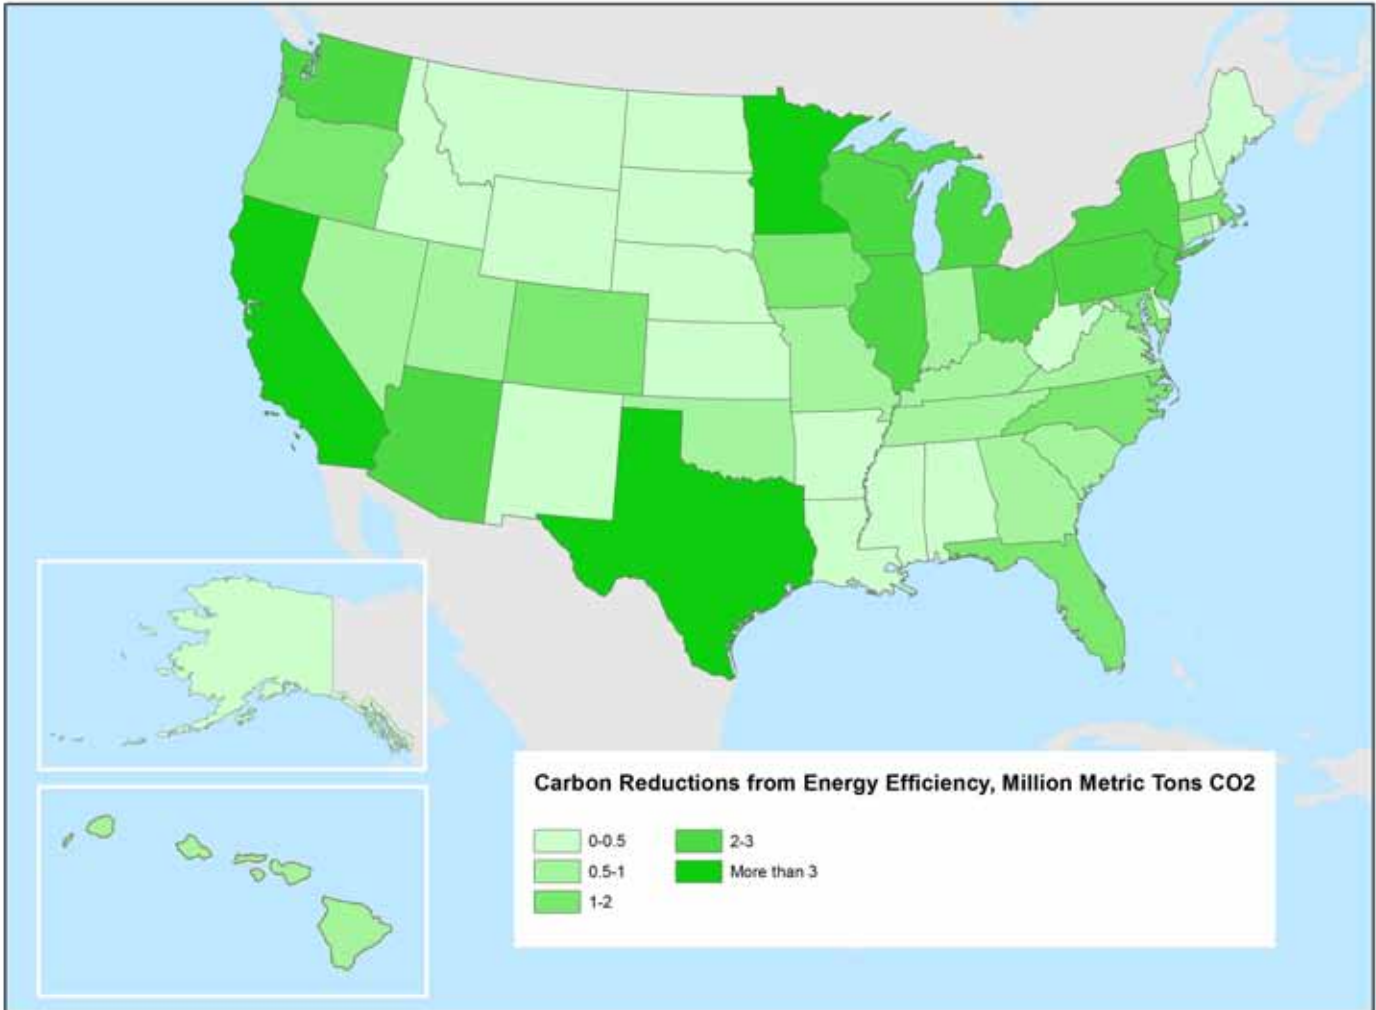 Carbon Reductions from Energy Efficiency, Million Metric Tons CO2
0-0.5
2-3
0.5-1
More than 3
1-2